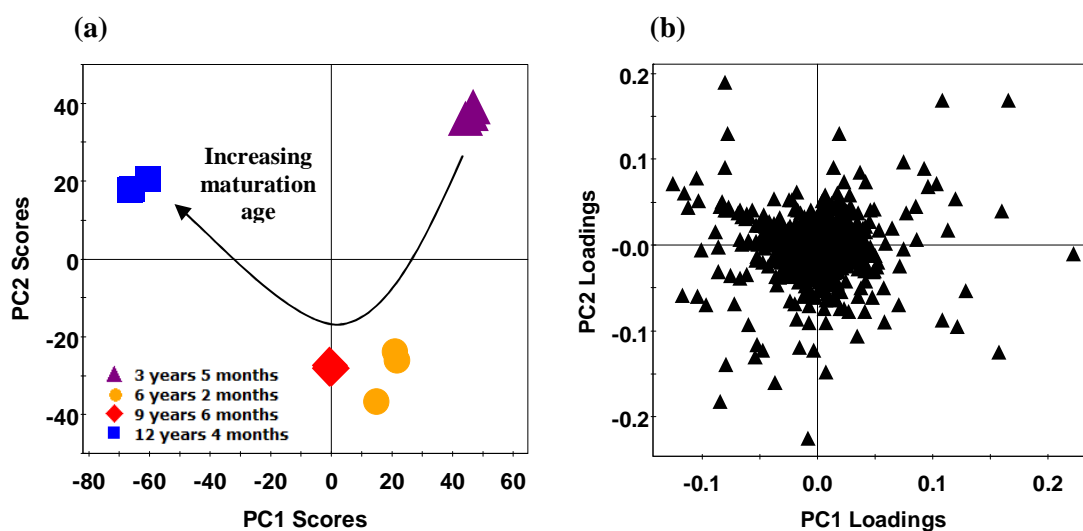 (a)
40
20
0
-20
-40
-80
-60
-40
-20
0
20
40
60
PC2 Scores
PC1 Scores
Increasing
maturation
age
3 years 5 months
6 years 2 months
9 years 6 months
12 years 4 months
(b)
0.2
0.1
-0.0
-0.1
-0.2
-0.1
0.0
0.1
0.2
PC2 Loadings
PC1 Loadings